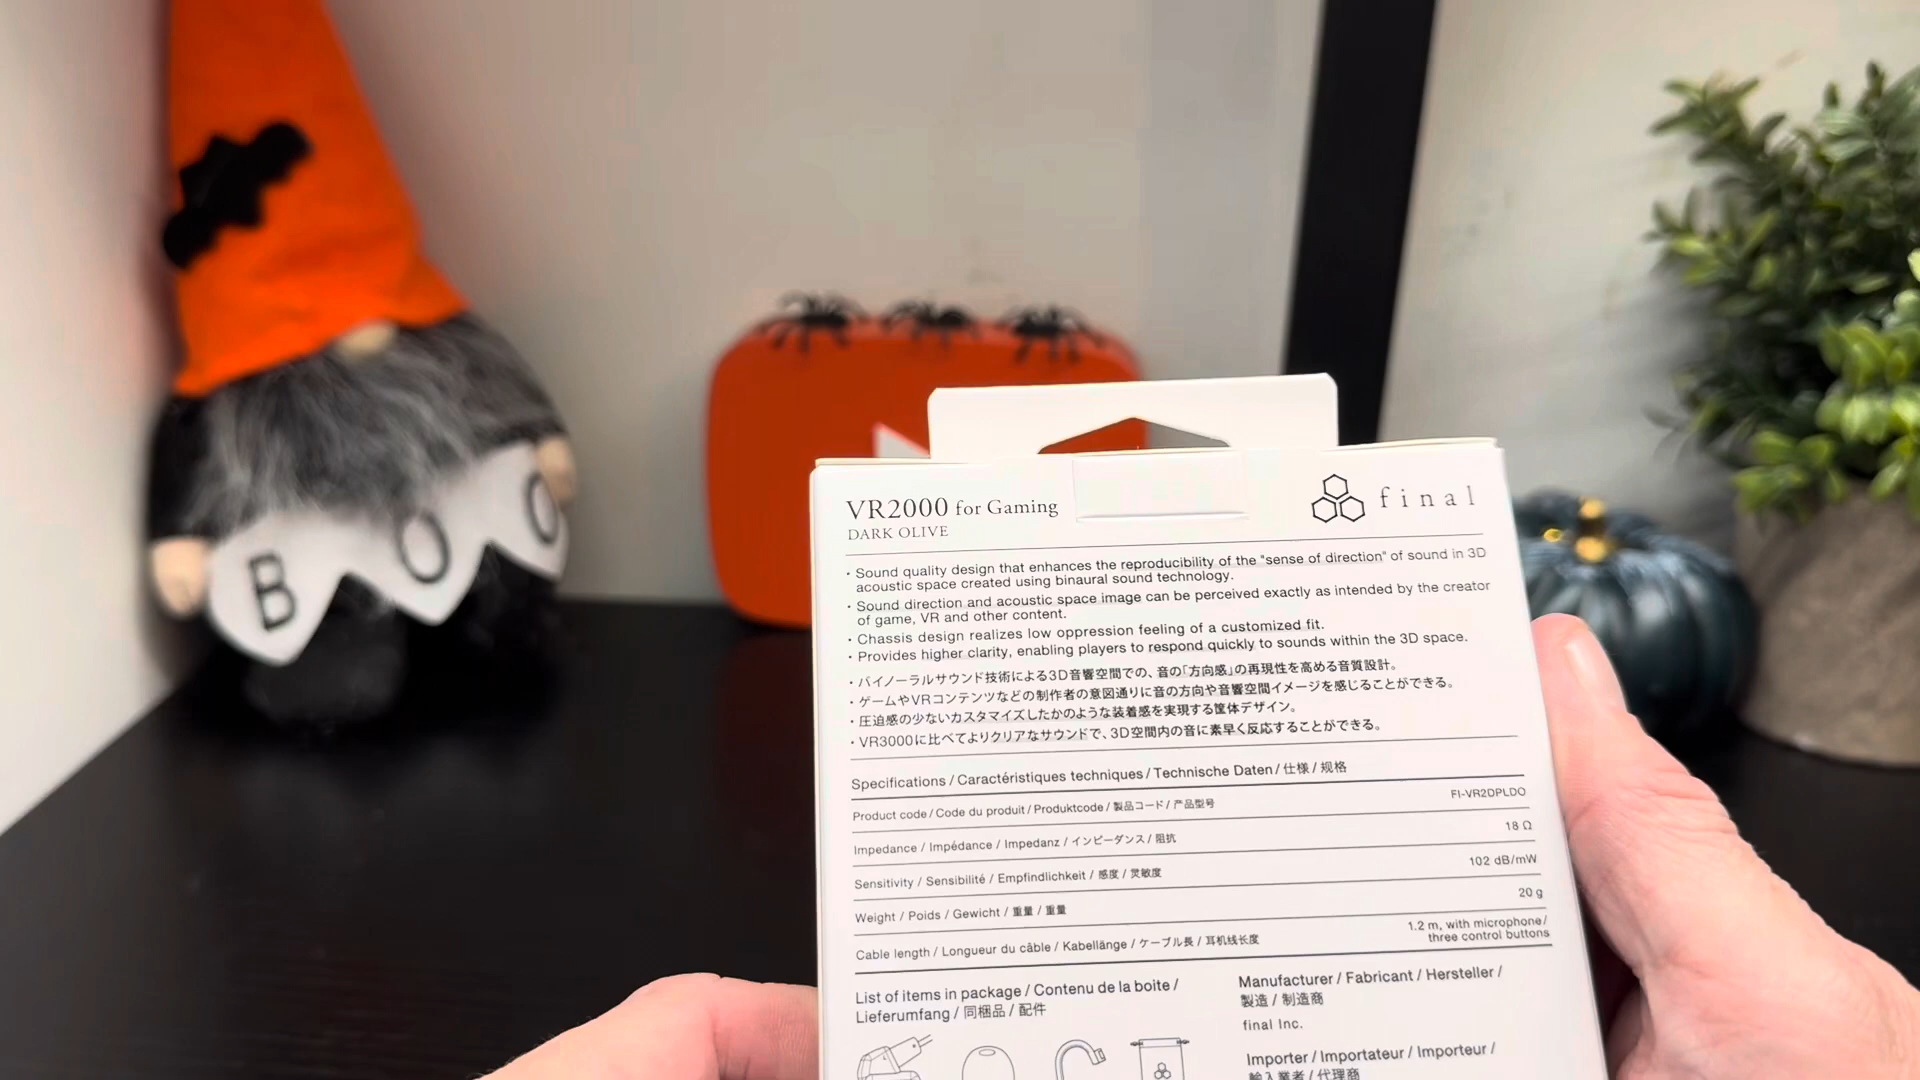 BOO
VR2000 for Gaming
DARK OLIVE
final
・Sound quality design that enhances the reproducibility of the "sense of direction" of sound in 3D
acoustic space created using binaural sound technology.
・Sound direction and acoustic space image can be perceived exactly as intended by the creator
of game, VR and other content.
・Chassis design realizes low oppression feeling of a customized fit.
・Provides higher clarity, enabling players to respond quickly to sounds within the 3D space.
・バイノーラルサウンド技術による3D音響空間での、音の「方向感」の再現性を高める音質設計。
・ゲームやVRコンテンツなどの制作者の意図通りに音の方向や音響空間イメージを感じることができる。
・圧迫感の少ないカスタマイズしたかのような装着感を実現する筐体デザイン。
・VR3000に比べてよりクリアなサウンドで、3D空間内の音に素早く反応することができる。
Specifications / Caractéristiques techniques / Technische Daten / 仕様 / 规格
Product code / Code du produit / Produktcode / 製品コード / 产品型号 FI-VR2DPLDO
Impedance / Impédance / Impedanz / インピーダンス / 阻抗 18 Ω
Sensitivity / Sensibilité / Empfindlichkeit / 感度 / 灵敏度 102 dB/mW
Weight / Poids / Gewicht / 重量 / 重量 20 g
Cable length / Longueur du câble / Kabellänge / ケーブル長 / 耳机线长度 1.2 m, with microphone/
three control buttons
List of items in package / Contenu de la boite /
Lieferumfang / 同梱品 / 配件
Manufacturer / Fabricant / Hersteller /
製造 / 制造商
final Inc.
Importer / Importateur / Importeur /
輸入業者 / 代理商